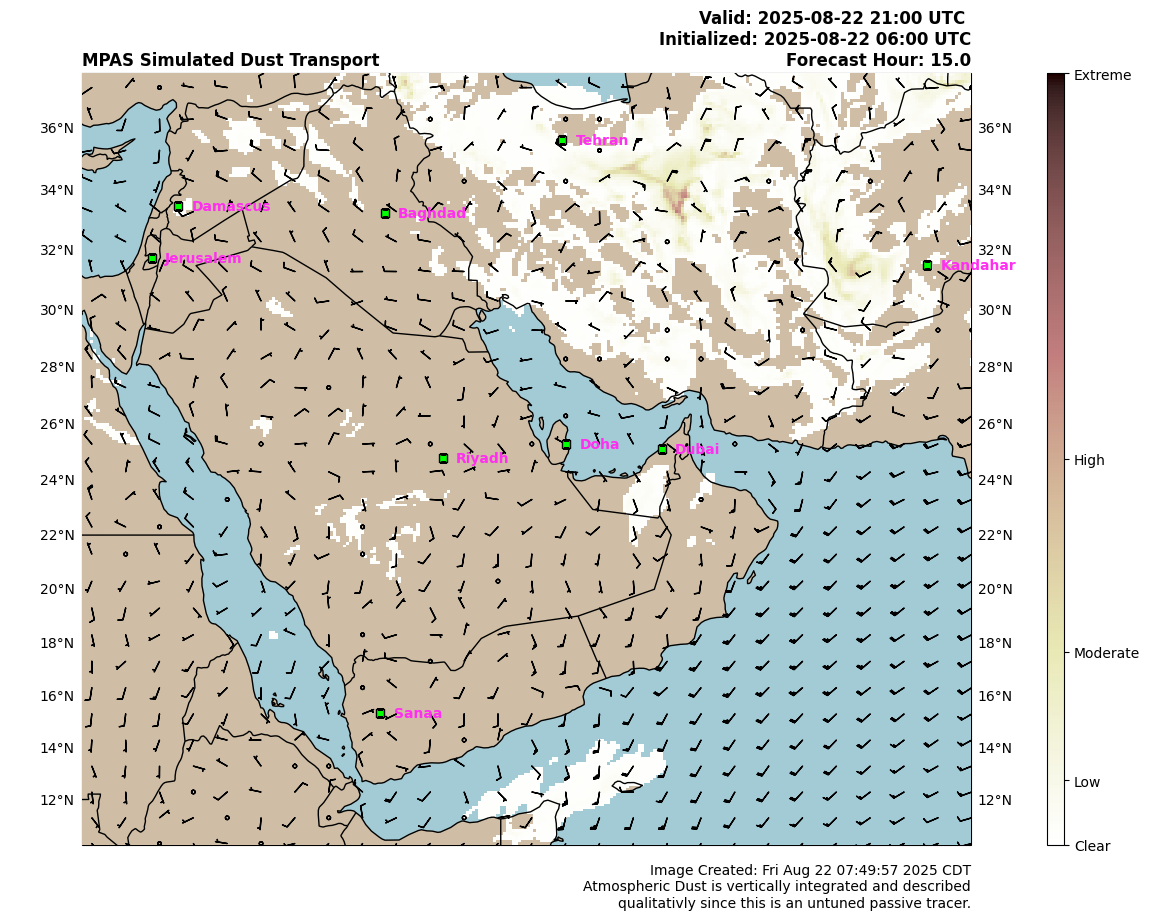 Valid: 2025-08-22 21:00 UTC
Initialized: 2025-08-22 06:00 UTC
MPAS Simulated Dust Transport
Forecast Hour: 15.0
Extreme
36°N
36°N
Tehran
34°N
34°N
Damascus
Baghdad
32°N
32°N
Jerusalem
Kandahar
30°N
30°N
28°N
28°N
26°N
26°N
Doha
Dubai
Riyadh
High
24°N
24°N
22°N
22°N
20°N
20°N
18°N
18°N
Moderate
16°N
16°N
Sanaa
14°N
14°N
Low
12°N
12°N
Clear
Image Created: Fri Aug 22 07:49:57 2025 CDT
Atmospheric Dust is vertically integrated and described
qualitativly since this is an untuned passive tracer.